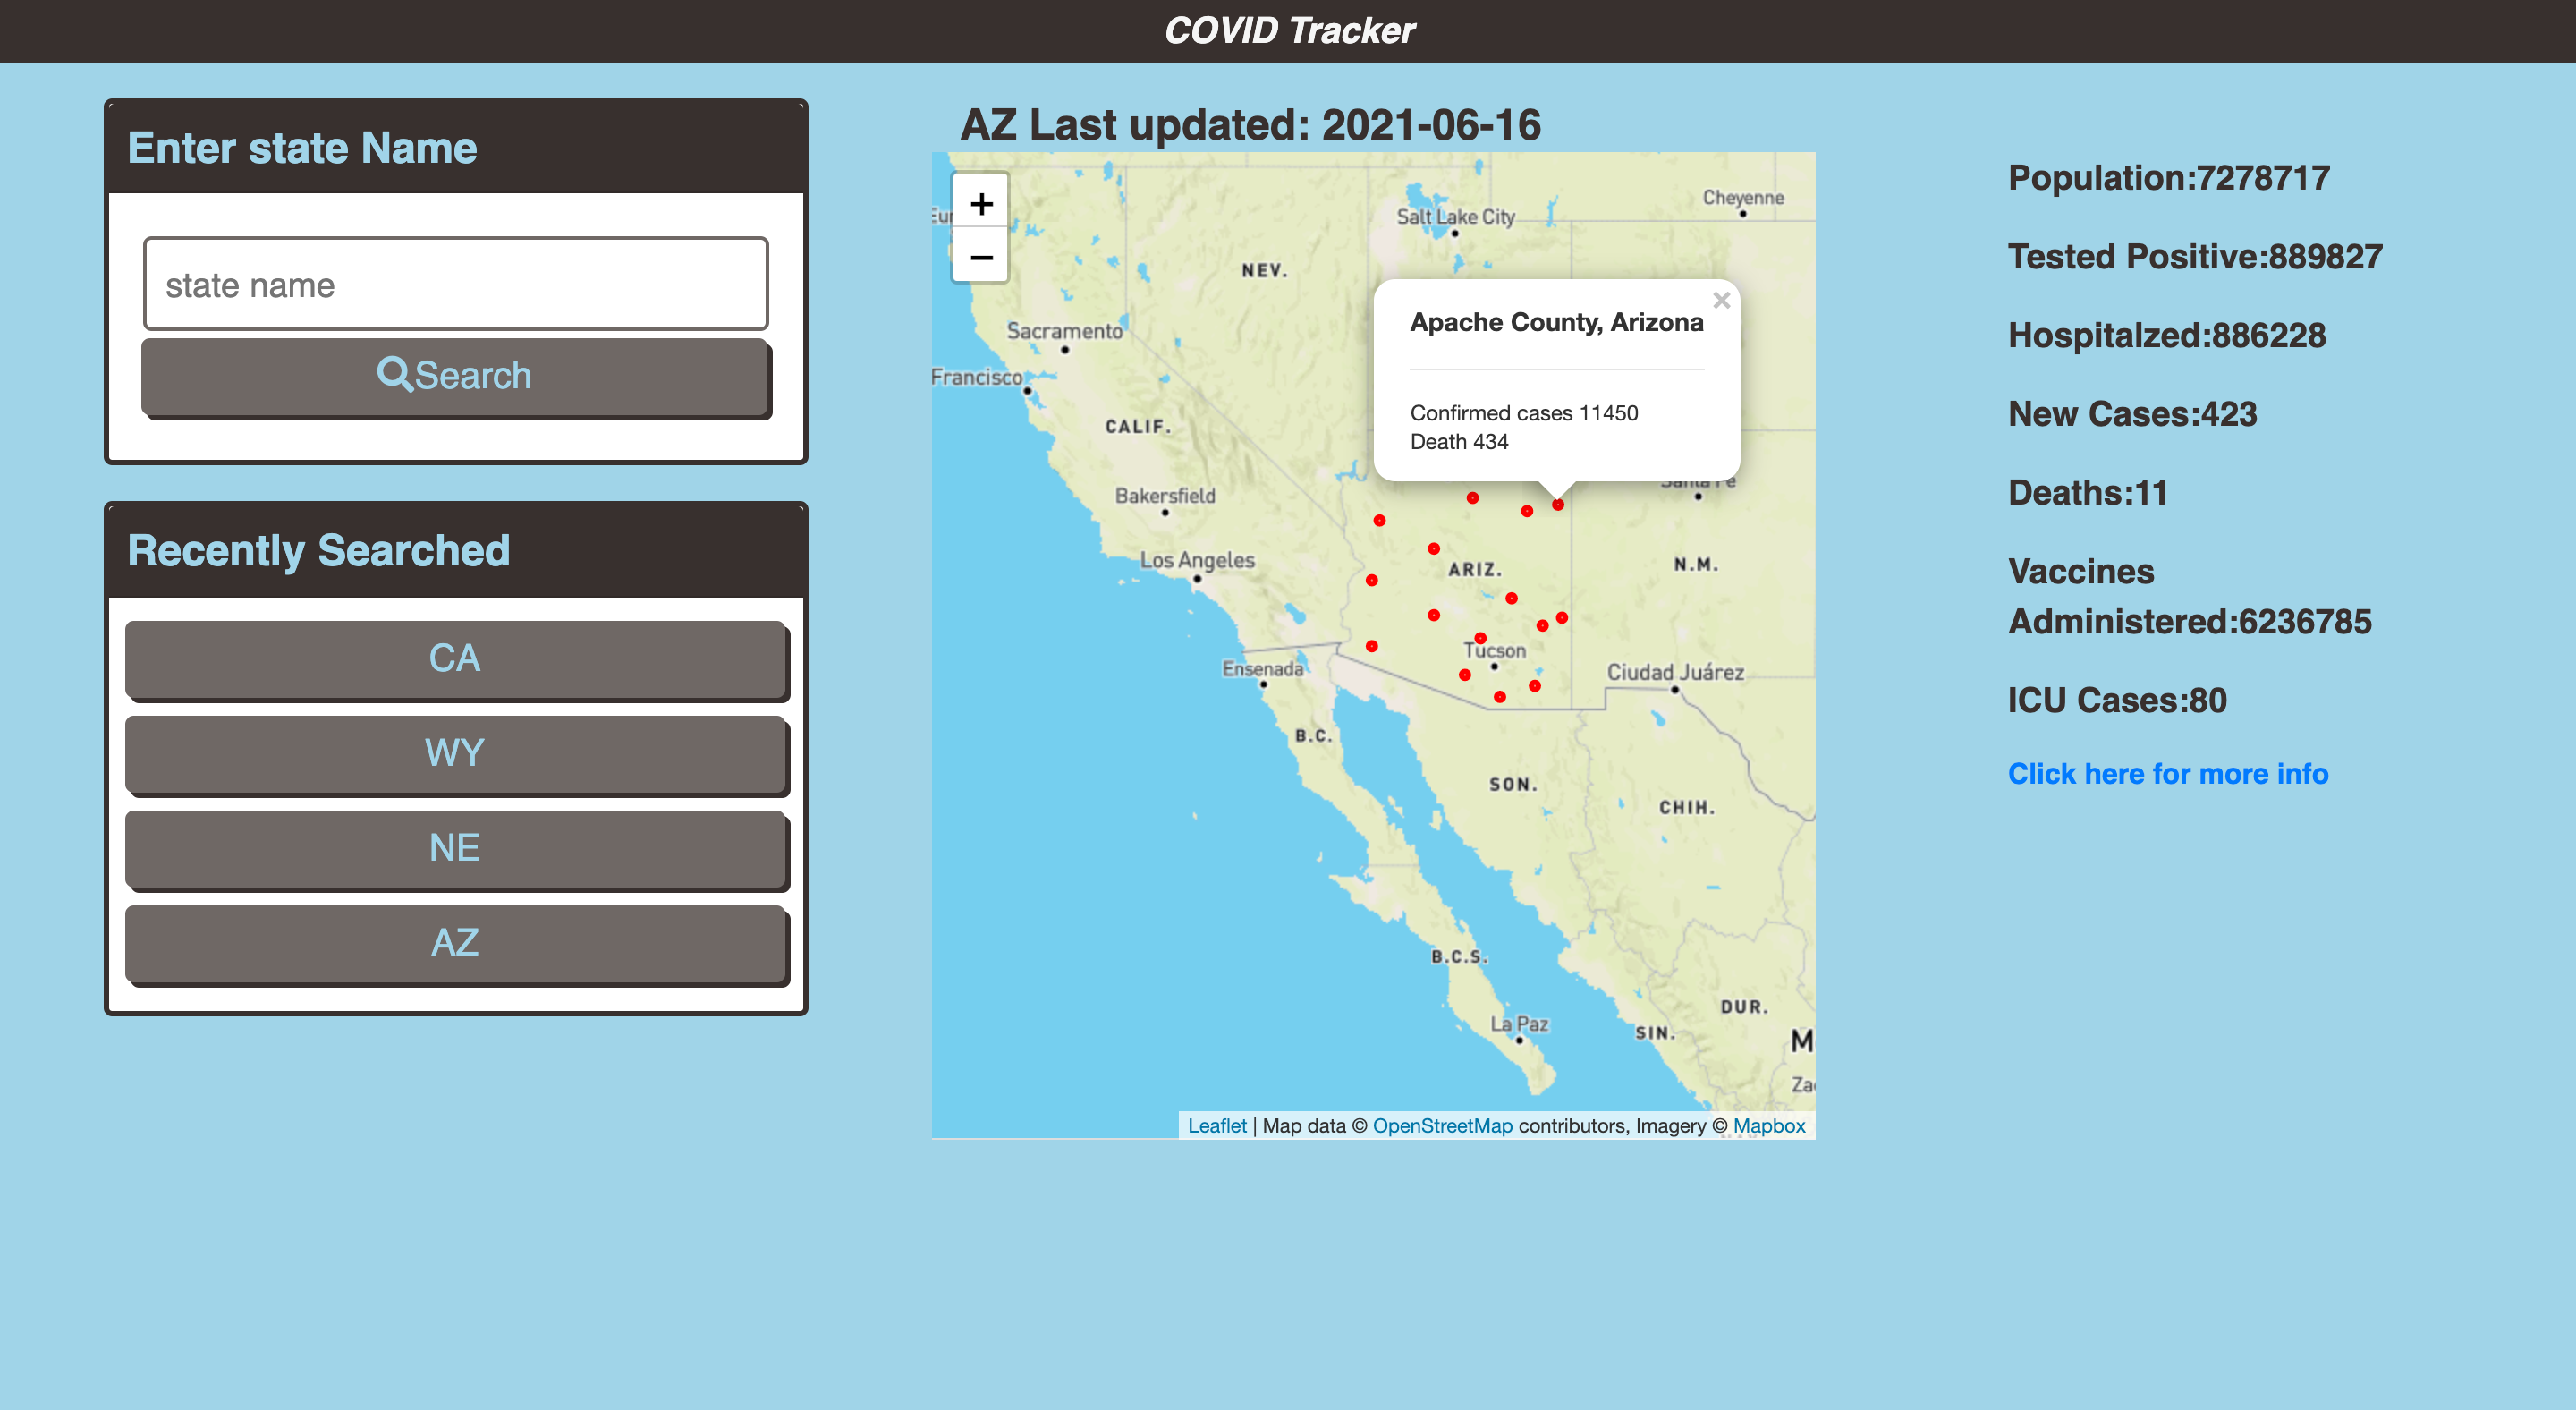 COVID Tracker
Enter state Name
state name
Search
Recently Searched
CA
WY
NE
AZ
AZ Last updated: 2021-06-16
+
−
Cheyenne
Salt Lake City
NEV.
×
Apache County, Arizona
Sacramento
Francisco
Confirmed cases 11450
CALIF.
Death 434
Bakersfield
Los Angeles
ARIZ.
N.M.
Tucson
Ensenada
Ciudad Juárez
B.C.
SON.
CHIH.
B.C.S.
DUR.
La Paz
SIN.
M
Leaflet | Map data © OpenStreetMap contributors, Imagery © Mapbox
Population:7278717
Tested Positive:889827
Hospitalzed:886228
New Cases:423
Deaths:11
Vaccines
Administered:6236785
ICU Cases:80
Click here for more info